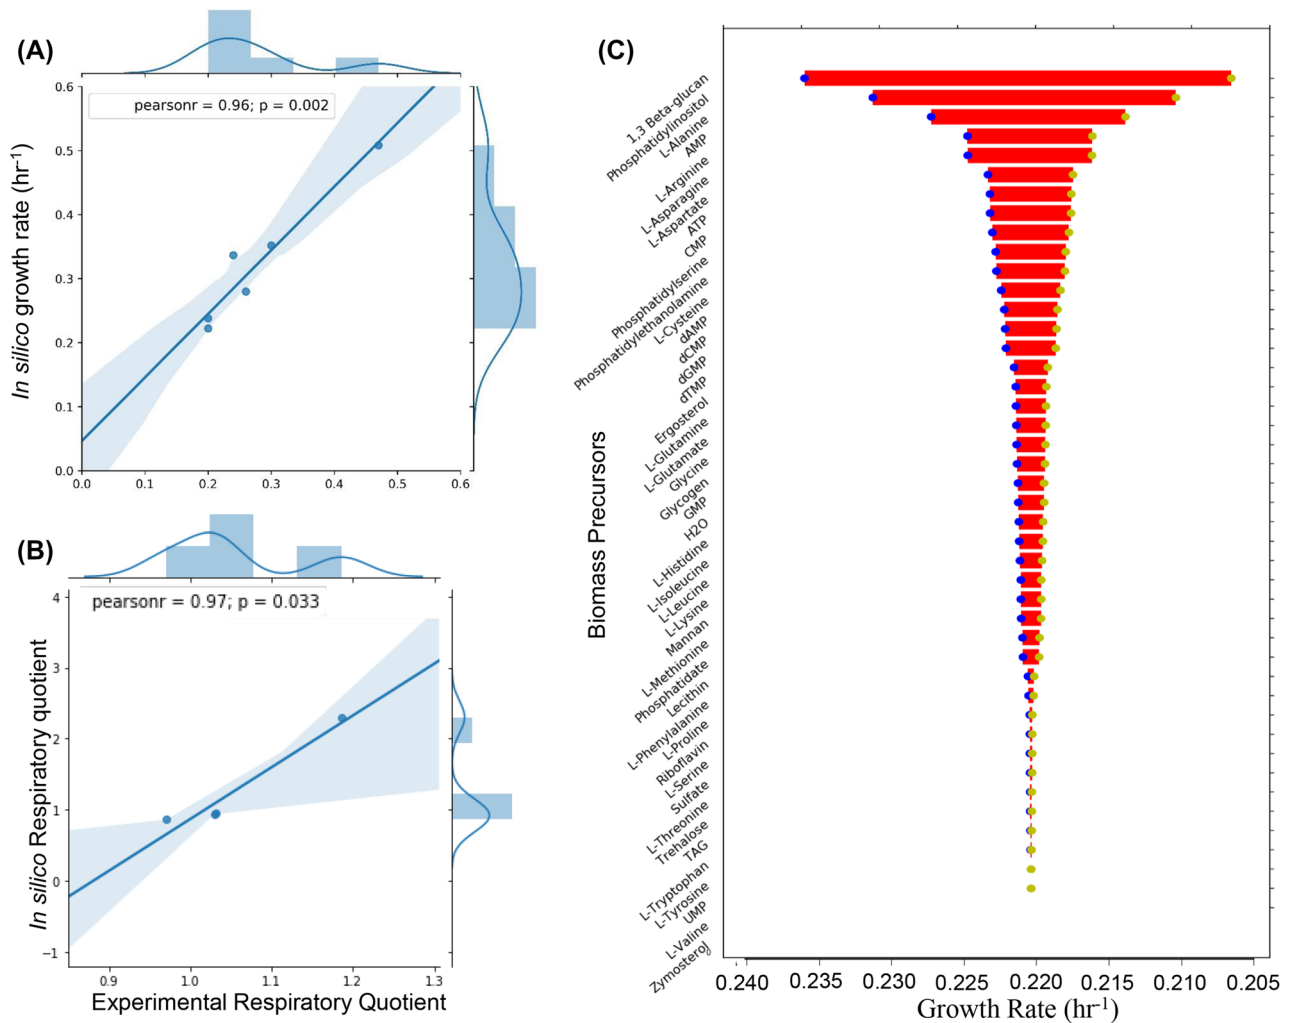 (A)
pearsonr = 0.96; p = 0.002
In silico growth rate (hr-1)
0.6
0.5
0.4
0.3
0.2
0.1
0.0
0.0 0.1 0.2 0.3 0.4 0.5 0.6
(B)
pearsonr = 0.97; p = 0.033
In silico Respiratory quotient
4
3
2
1
0
−1
0.9 1.0 1.1 1.2 1.3
Experimental Respiratory Quotient
(C)
Biomass Precursors
1,3 Beta-glucan
Phosphatidylinositol
L-Alanine
AMP
L-Arginine
L-Asparagine
L-Aspartate
ATP
CMP
Phosphatidylserine
Phosphatidylethanolamine
L-Cysteine
dAMP
dCMP
dGMP
dTMP
Ergosterol
L-Glutamine
L-Glutamate
Glycine
Glycogen
GMP
H2O
L-Histidine
L-Isoleucine
L-Leucine
L-Lysine
Mannan
L-Methionine
Phosphatidate
Lecithin
L-Phenylalanine
L-Proline
Riboflavin
L-Serine
Sulfate
L-Threonine
Trehalose
TAG
L-Tryptophan
L-Tyrosine
UMP
L-Valine
Zymosterol
0.240 0.235 0.230 0.225 0.220 0.215 0.210 0.205
Growth Rate (hr-1)